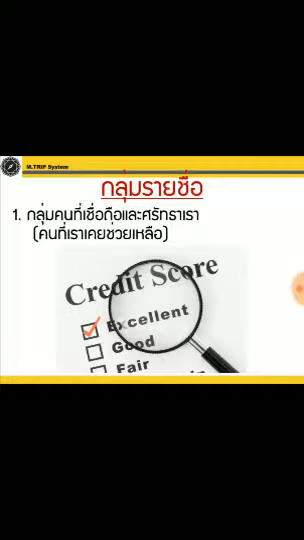 M.TRIP System
กลุ่มรายชื่อ
1. กลุ่มคนที่เชื่อถือและศรัทธาเรา
(คนที่เราเคยช่วยเหลือ)
Credit Score
Excellent
Good
Fair